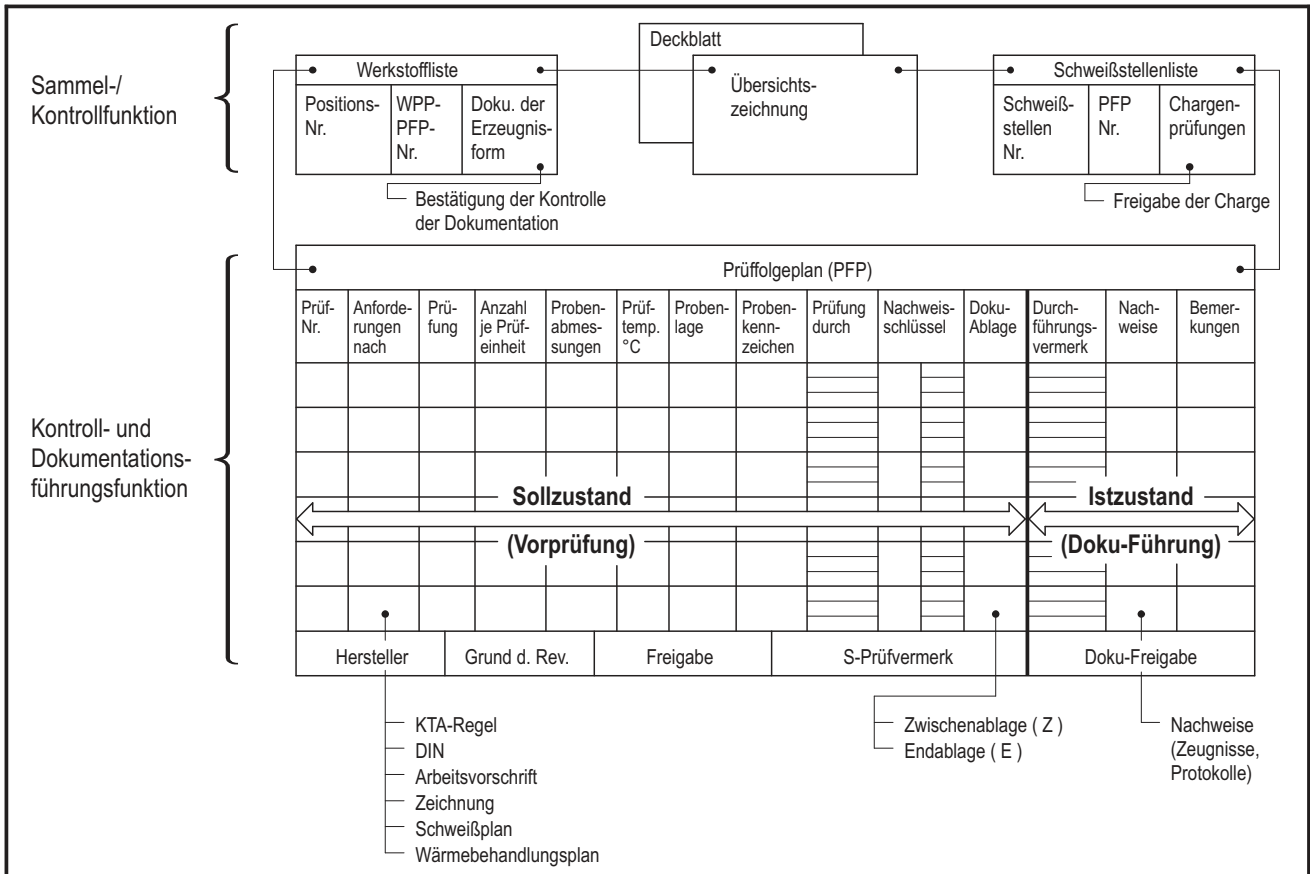 Sammel-/
Kontrollfunktion
Deckblatt
Werkstoffliste
Positions-
Nr.
WPP-
PFP-
Nr.
Doku. der
Erzeugnis-
form
Übersichts-
zeichnung
Schweißstellenliste
Schweiß-
stellen
Nr.
PFP
Nr.
Chargen-
prüfungen
Bestätigung der Kontrolle
der Dokumentation
Freigabe der Charge
Kontroll- und
Dokumentations-
führungsfunktion
Prüffolgeplan (PFP)
Prüf-
Nr.
Anforde-
rungen
nach
Prü-
fung
Anzahl
je Prüf-
einheit
Proben-
abmes-
sungen
Prüf-
temp.
°C
Proben-
lage
Proben-
kenn-
zeichen
Prüfung
durch
Nachweis-
schlüssel
Doku-
Ablage
Durch-
führungs-
vermerk
Nach-
weise
Bemer-
kungen
Sollzustand
(Vorprüfung)
Istzustand
(Doku-Führung)
Hersteller
Grund d. Rev.
Freigabe
S-Prüfvermerk
Doku-Freigabe
KTA-Regel
DIN
Arbeitsvorschrift
Zeichnung
Schweißplan
Wärmebehandlungsplan
Zwischenablage ( Z )
Endablage ( E )
Nachweise
(Zeugnisse,
Protokolle)